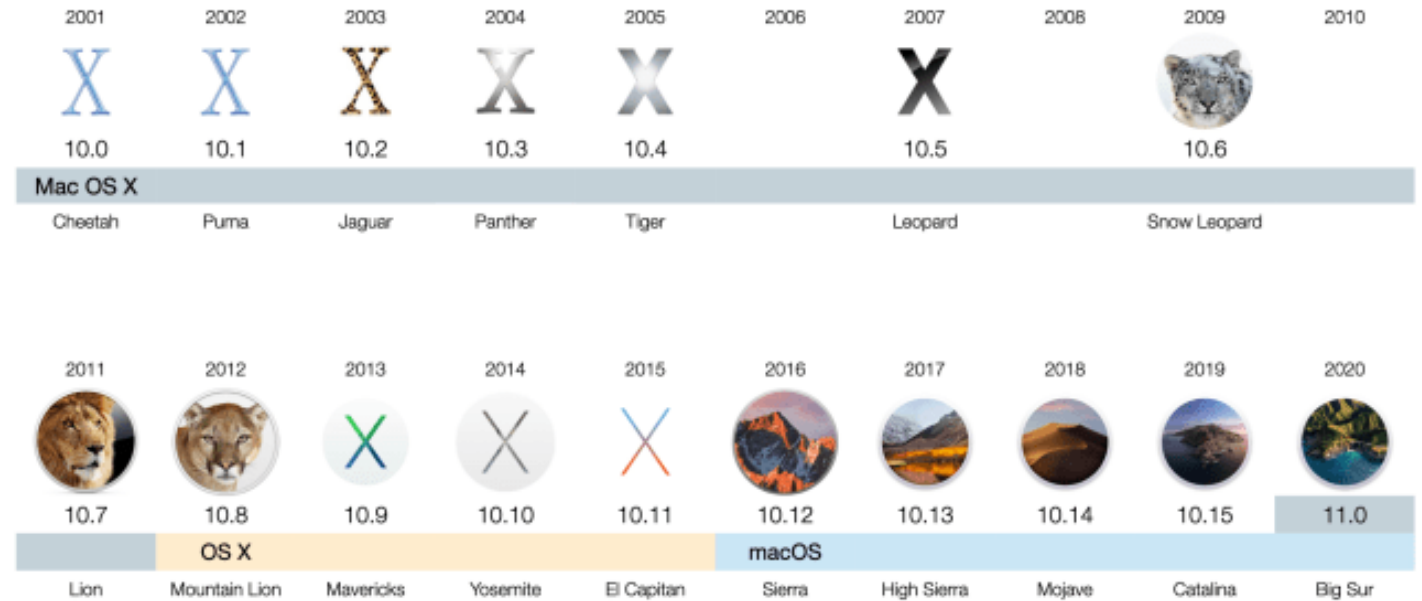 2001 2002 2003 2004 2005 2006 2007 2008 2009 2010
X X X X X X
10.0 10.1 10.2 10.3 10.4 10.5 10.6
Mac OS X
Cheetah Puma Jaguar Panther Tiger Leopard Snow Leopard
2011 2012 2013 2014 2015 2016 2017 2018 2019 2020
X X X
10.7 10.8 10.9 10.10 10.11 10.12 10.13 10.14 10.15 11.0
OS X macOS
Lion Mountain Lion Mavericks Yosemite El Capitan Sierra High Sierra Mojave Catalina Big Sur